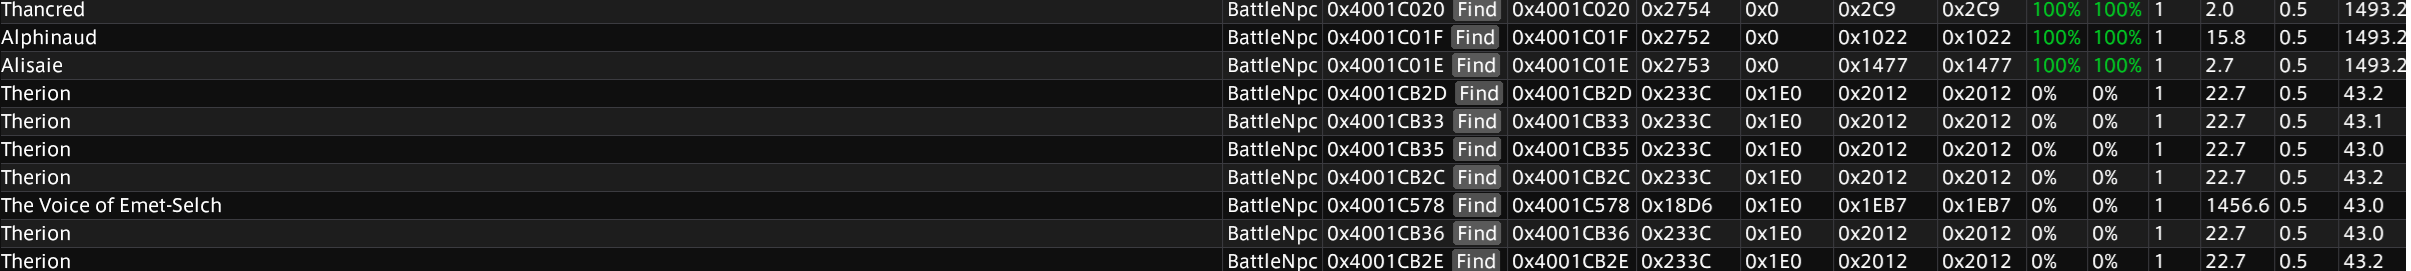 Thancred BattleNpc 0x4001C020 Find 0x4001C020 0x2754 0x0 0x2C9 0x2C9 100% 100% 1 2.0 0.5 1493.2
Alphinaud BattleNpc 0x4001C01F Find 0x4001C01F 0x2752 0x0 0x1022 0x1022 100% 100% 1 15.8 0.5 1493.2
Alisaie BattleNpc 0x4001C01E Find 0x4001C01E 0x2753 0x0 0x1477 0x1477 100% 100% 1 2.7 0.5 1493.2
Therion BattleNpc 0x4001CB2D Find 0x4001CB2D 0x233C 0x1E0 0x2012 0x2012 0% 0% 1 22.7 0.5 43.2
Therion BattleNpc 0x4001CB33 Find 0x4001CB33 0x233C 0x1E0 0x2012 0x2012 0% 0% 1 22.7 0.5 43.1
Therion BattleNpc 0x4001CB35 Find 0x4001CB35 0x233C 0x1E0 0x2012 0x2012 0% 0% 1 22.7 0.5 43.0
Therion BattleNpc 0x4001CB2C Find 0x4001CB2C 0x233C 0x1E0 0x2012 0x2012 0% 0% 1 22.7 0.5 43.2
The Voice of Emet-Selch BattleNpc 0x4001C578 Find 0x4001C578 0x18D6 0x1E0 0x1EB7 0x1EB7 0% 0% 1 1456.6 0.5 43.0
Therion BattleNpc 0x4001CB36 Find 0x4001CB36 0x233C 0x1E0 0x2012 0x2012 0% 0% 1 22.7 0.5 43.0
Therion BattleNpc 0x4001CB2E Find 0x4001CB2E 0x233C 0x1E0 0x2012 0x2012 0% 0% 1 22.7 0.5 43.2